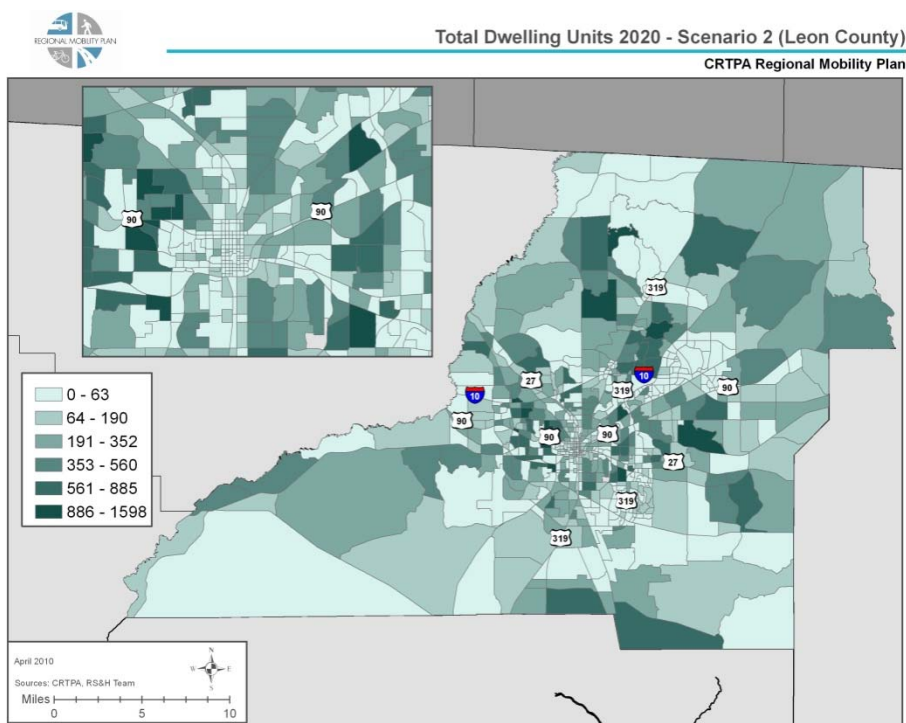 REGIONAL MOBILITY PLAN
Total Dwelling Units 2020 - Scenario 2 (Leon County)
CRTPA Regional Mobility Plan
90
90
319
10
27
319
90
10
90
90
90
27
319
319
0 - 63
64 - 190
191 - 352
353 - 560
561 - 885
886 - 1598
April 2010
N
W E
S
Sources: CRTPA, RS&H Team
Miles
0 5 10